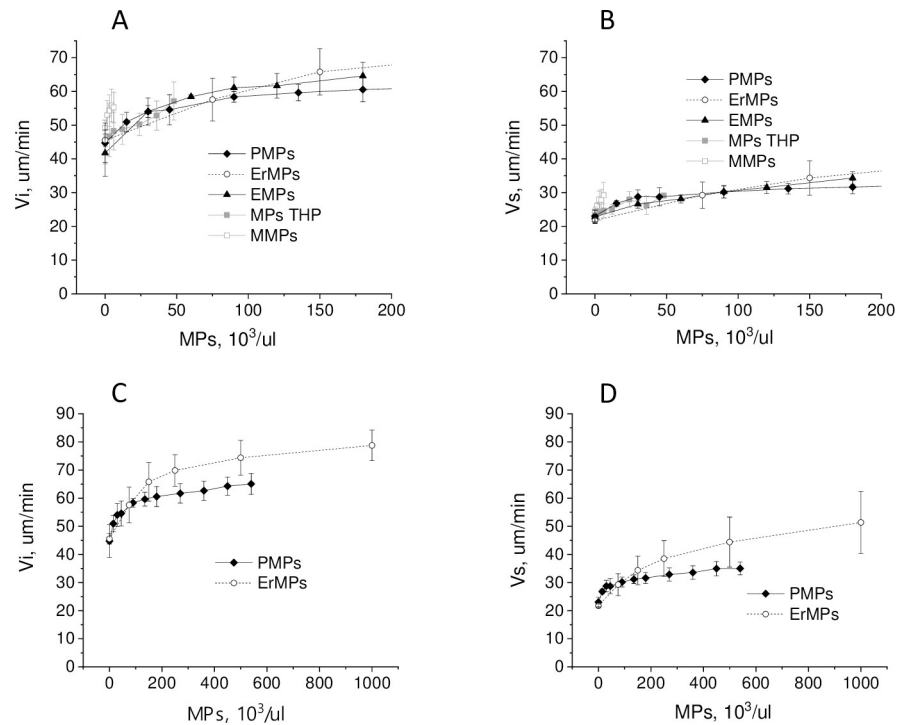 A
Vi, um/min
70
60
50
40
30
20
10
0
PMPs
ErMPs
EMPs
MPs THP
MMPs
0 50 100 150 200
MPs, 10³/ul
B
Vs, um/min
70
60
50
40
30
20
10
0
PMPs
ErMPs
EMPs
MPs THP
MMPs
0 50 100 150 200
MPs, 10³/ul
C
Vi, um/min
90
80
70
60
50
40
30
20
10
0
PMPs
ErMPs
0 200 400 600 800 1000
MPs, 10³/ul
D
Vs, um/min
90
80
70
60
50
40
30
20
10
0
PMPs
ErMPs
0 200 400 600 800 1000
MPs, 10³/ul